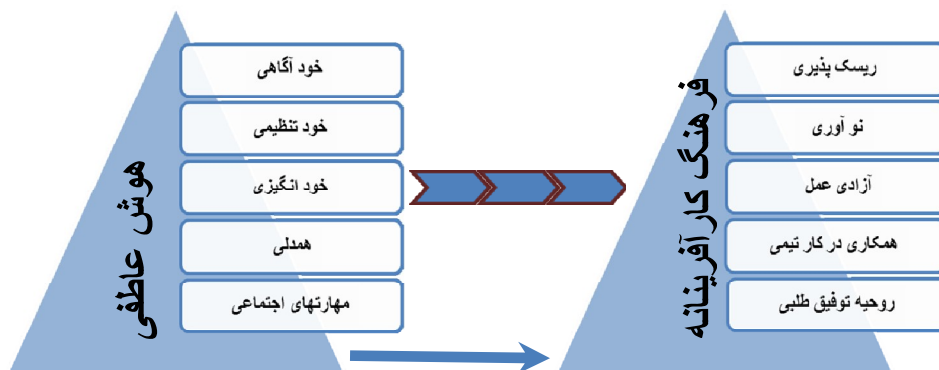 هوش عاطفی
خود آگاهی
خود تنظیمی
خود انگیزی
همدلی
مهارتهای اجتماعی
فرهنگ کارآفرینانه
ریسک پذیری
نو آوری
آزادی عمل
همکاری در کار تیمی
روحیه توفیق طلبی